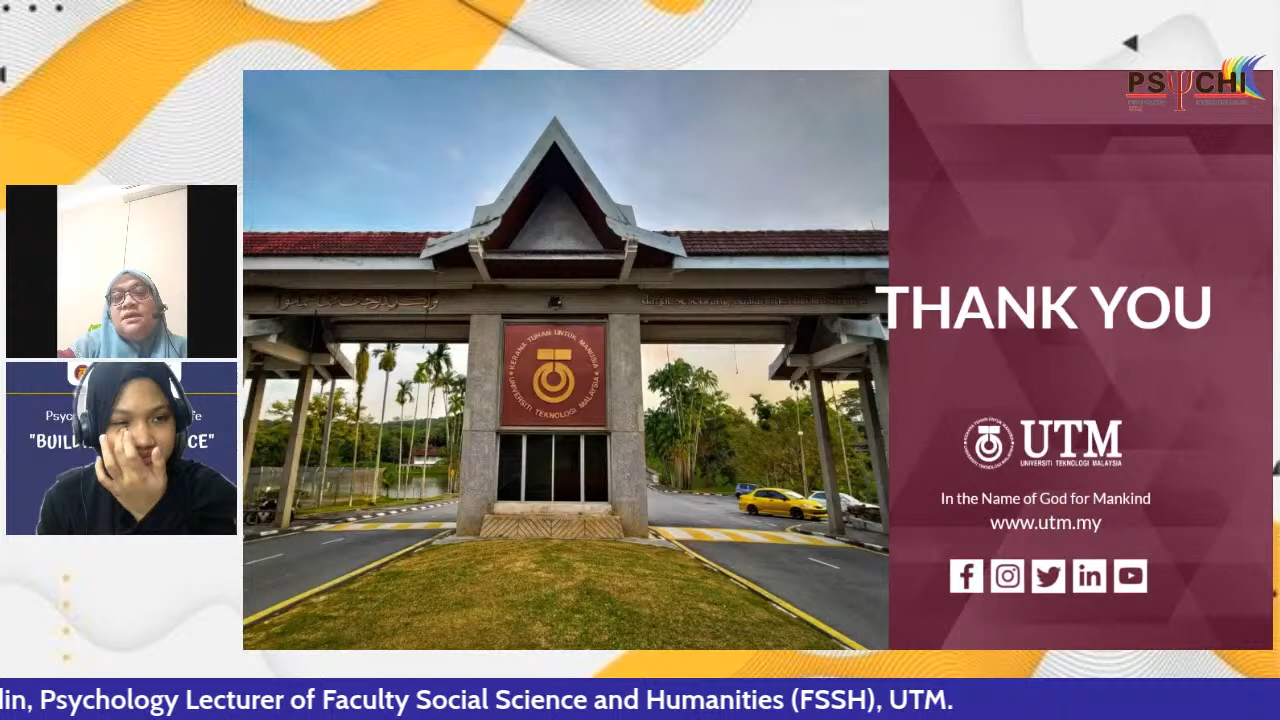 PSYCHI
Psyc
fe
"BUIL
CE"
KERANA TUHAN UNTUK MANUSIA
UNIVERSITI TEKNOLOGI MALAYSIA
THANK YOU
UTM
UNIVERSITI TEKNOLOGI MALAYSIA
In the Name of God for Mankind
www.utm.my
lin, Psychology Lecturer of Faculty Social Science and Humanities (FSSH), UTM.